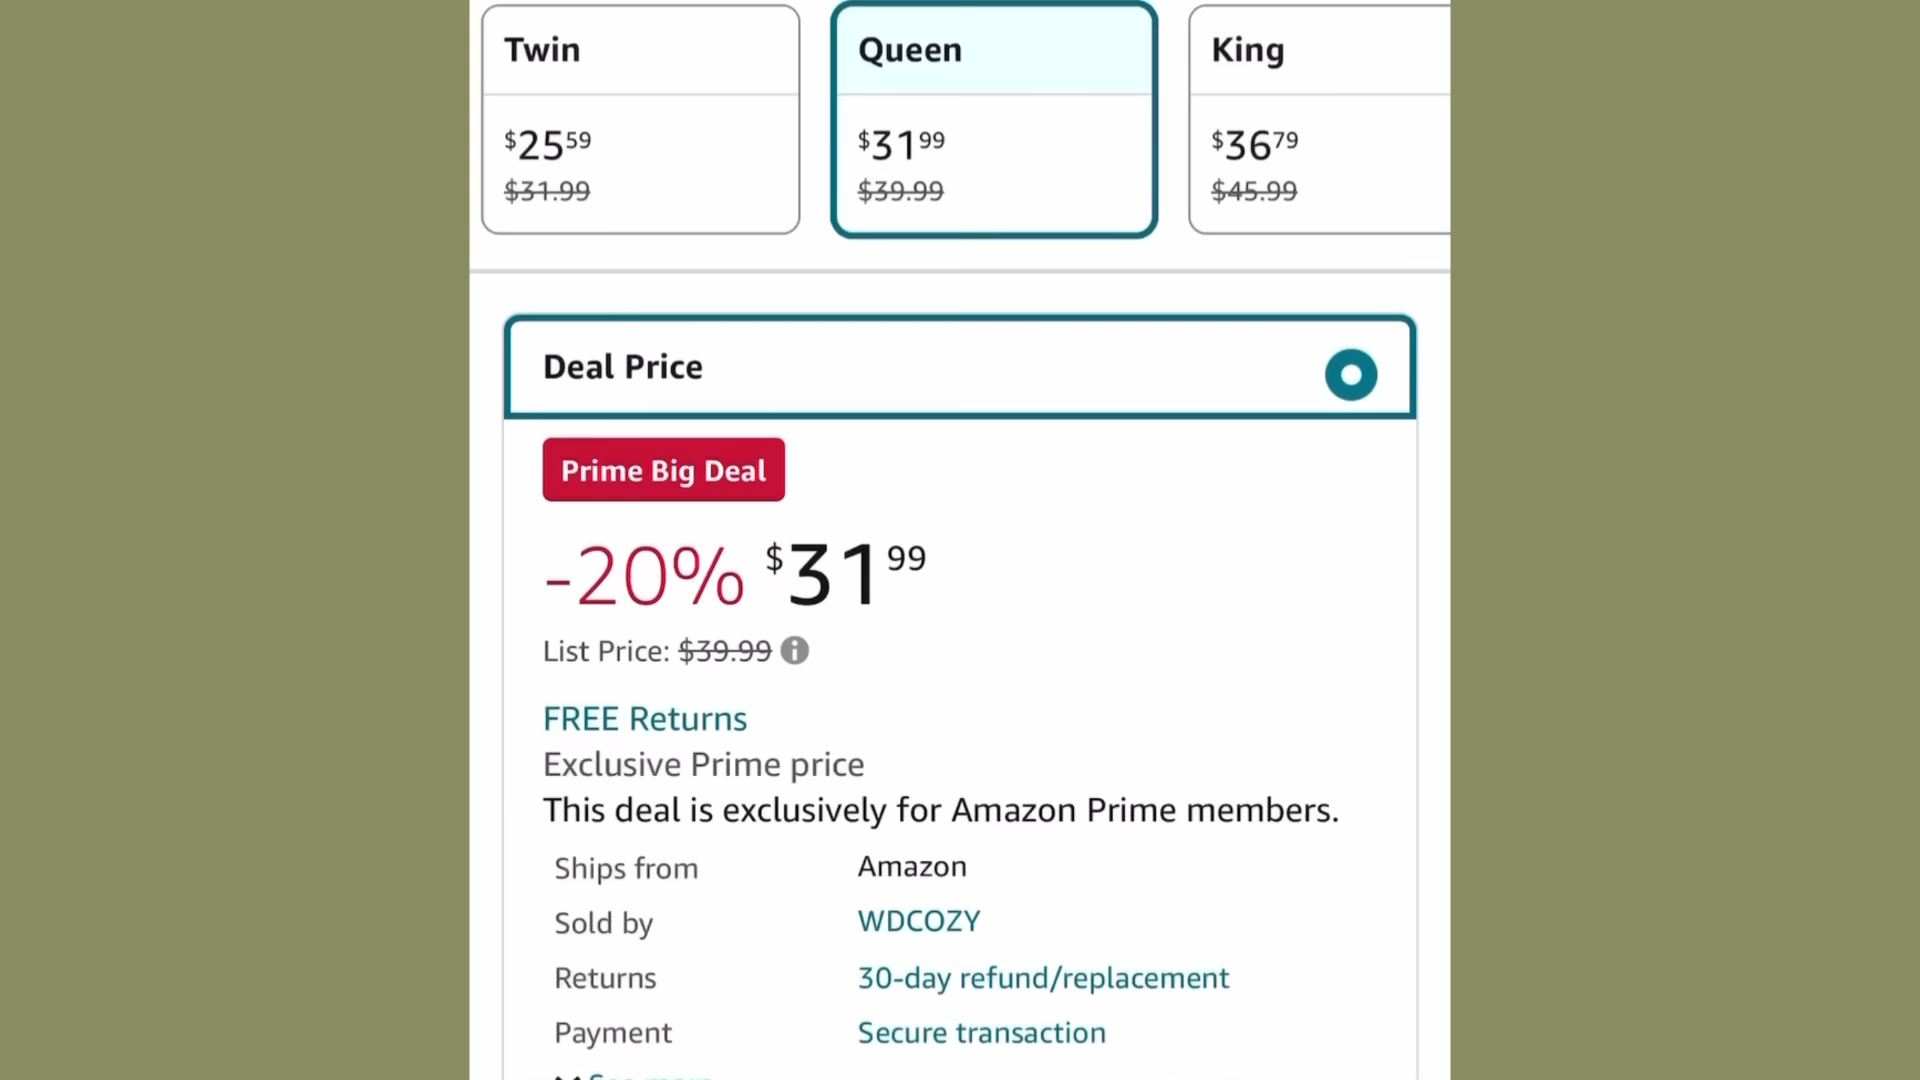 Twin Queen King
$25.59 $31.99 $36.79
$31.99 $39.99 $45.99
Deal Price
Prime Big Deal
-20% $31.99
List Price: $39.99
FREE Returns
Exclusive Prime price
This deal is exclusively for Amazon Prime members.
Ships from Amazon
Sold by WDCOZY
Returns 30-day refund/replacement
Payment Secure transaction